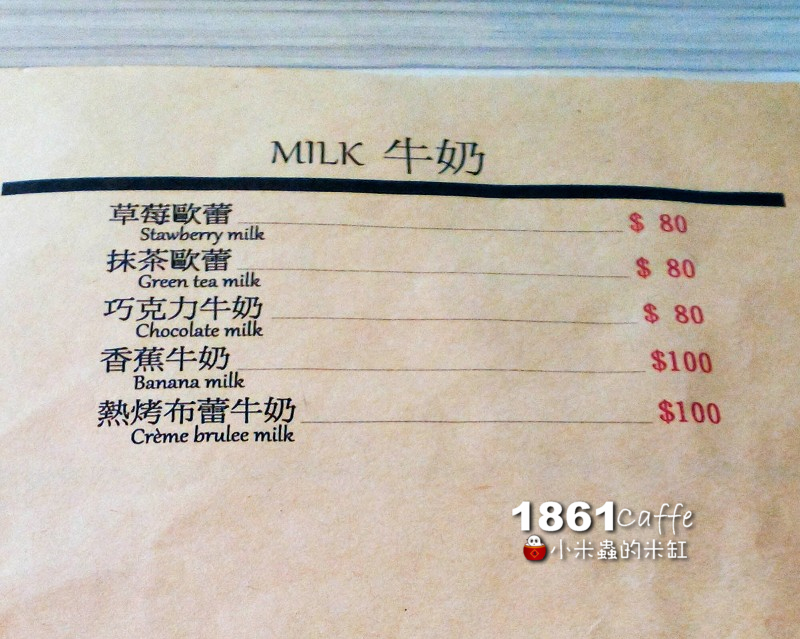 MILK 牛奶
草莓歐蕾 $ 80
Stawberry milk
抹茶歐蕾 $ 80
Green tea milk
巧克力牛奶 $ 80
Chocolate milk
香蕉牛奶 $100
Banana milk
熱烤布蕾牛奶 $100
Crème brulee milk
1861Caffe
小米蟲的米缸